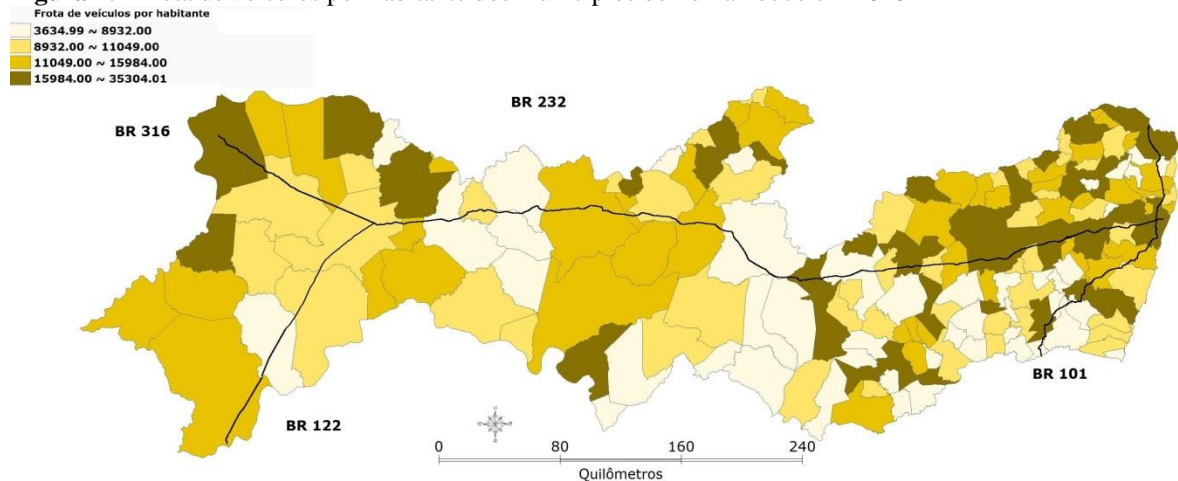 Frota de veículos por habitante
3634.99 ~ 8932.00
8932.00 ~ 11049.00
11049.00 ~ 15984.00
15984.00 ~ 35304.01
BR 232
BR 316
BR 101
BR 122
0 80 160 240
Quilômetros